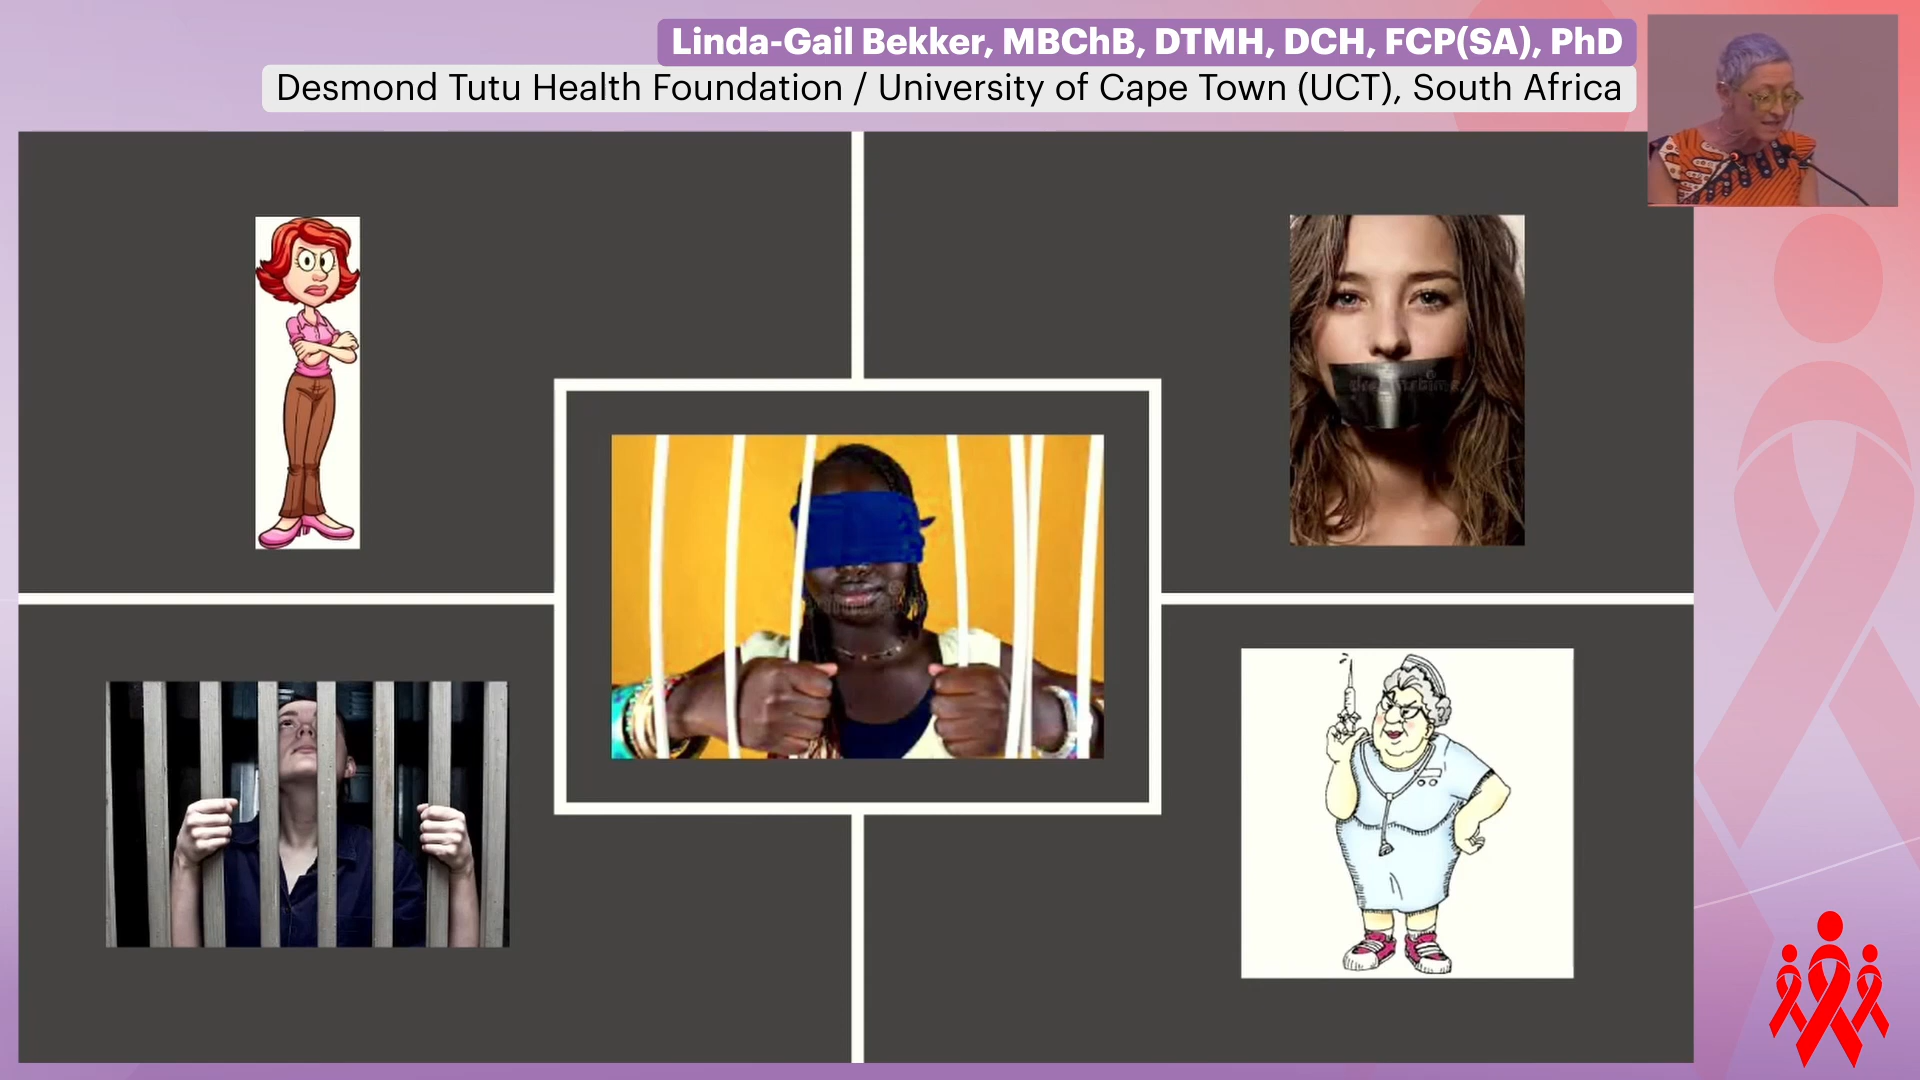 Linda-Gail Bekker, MBChB, DTMH, DCH, FCP(SA), PhD
Desmond Tutu Health Foundation / University of Cape Town (UCT), South Africa